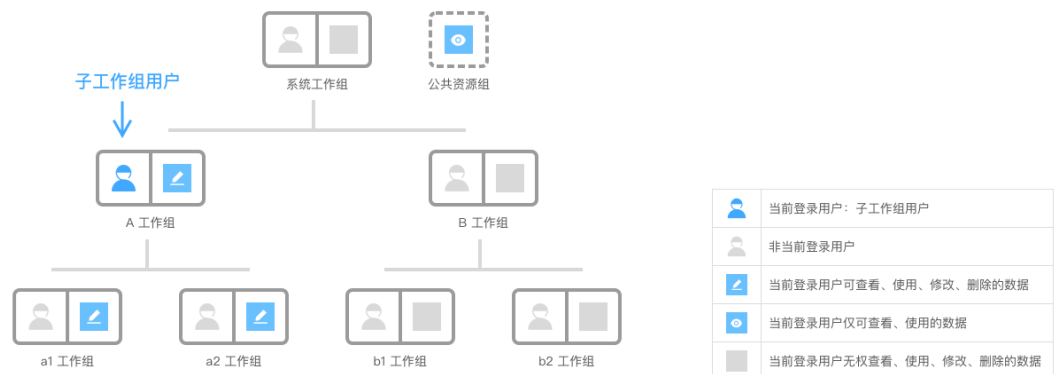 系统工作组
公共资源组
子工作组用户
A 工作组
B 工作组
a1 工作组
a2 工作组
b1 工作组
b2 工作组
当前登录用户：子工作组用户
非当前登录用户
当前登录用户可查看、使用、修改、删除的数据
当前登录用户仅可查看、使用的数据
当前登录用户无权查看、使用、修改、删除的数据